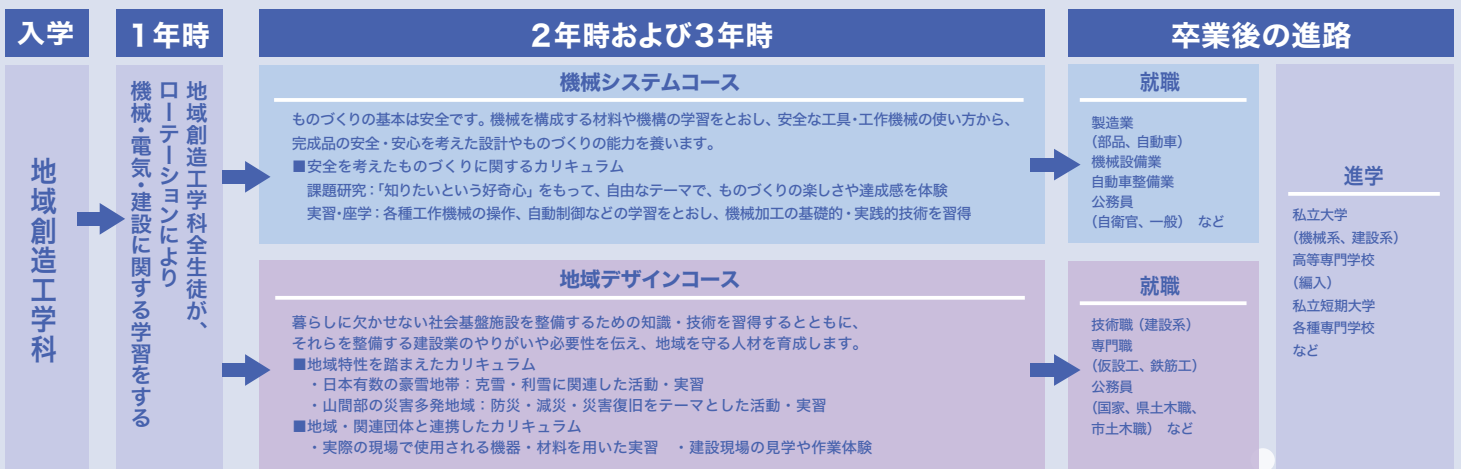 入学
地域創造工学科
1年時
地域創造工学科全生徒が、
ローテーションにより
機械・電気・建設に関する学習をする
2年時および3年時
機械システムコース
ものづくりの基本は安全です。機械を構成する材料や機構の学習をとおし、安全な工具・工作機械の使い方から、
完成品の安全・安心を考えた設計やものづくりの能力を養います。
■安全を考えたものづくりに関するカリキュラム
課題研究：「知りたいという好奇心」をもって、自由なテーマで、ものづくりの楽しさや達成感を体験
実習・座学：各種工作機械の操作、自動制御などの学習をとおし、機械加工の基礎的・実践的技術を習得
地域デザインコース
暮らしに欠かせない社会基盤施設を整備するための知識・技術を習得するとともに、
それらを整備する建設業のやりがいや必要性を伝え、地域を守る人材を育成します。
■地域特性を踏まえたカリキュラム
・日本有数の豪雪地帯：克雪・利雪に関連した活動・実習
・山間部の災害多発地域：防災・減災・災害復旧をテーマとした活動・実習
■地域・関連団体と連携したカリキュラム
・実際の現場で使用される機器・材料を用いた実習　・建設現場の見学や作業体験
卒業後の進路
就職
製造業
（部品、自動車）
機械設備業
自動車整備業
公務員
（自衛官、一般）　など
就職
技術職（建設系）
専門職
（仮設工、鉄筋工）
公務員
（国家、県土木職、
市土木職）　など
進学
私立大学
（機械系、建設系）
高等専門学校
（編入）
私立短期大学
各種専門学校
など